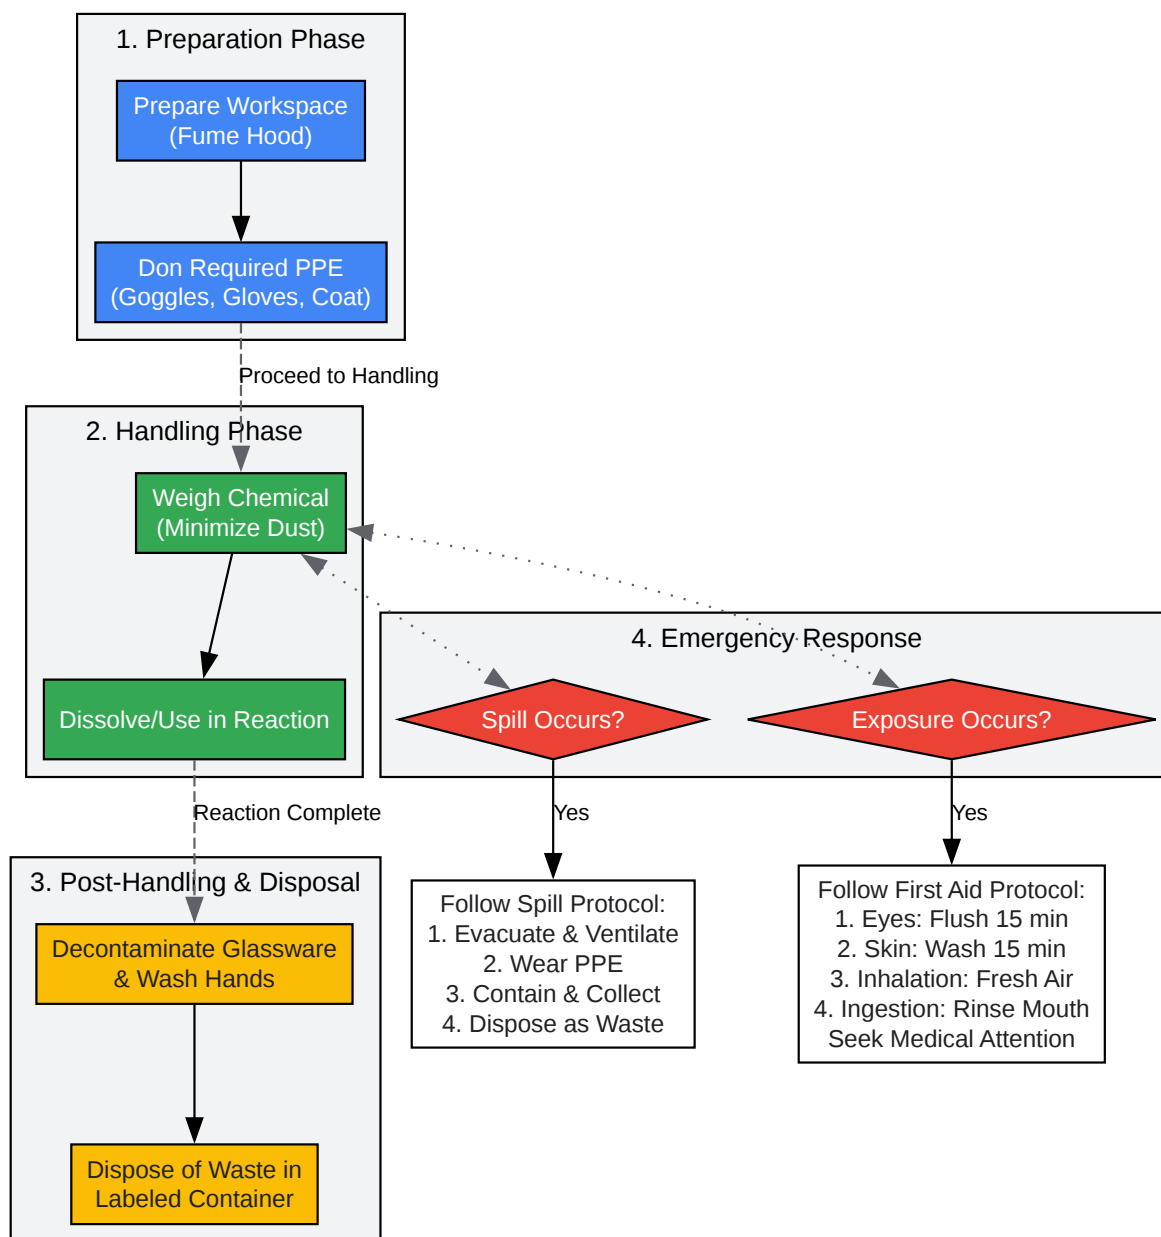 1. Preparation Phase
Prepare Workspace
(Fume Hood)
Don Required PPE
(Goggles, Gloves, Coat)
Proceed to Handling
2. Handling Phase
Weigh Chemical
(Minimize Dust)
Dissolve/Use in Reaction
Reaction Complete
4. Emergency Response
Spill Occurs?
Exposure Occurs?
Yes
Yes
Follow Spill Protocol:
1. Evacuate & Ventilate
2. Wear PPE
3. Contain & Collect
4. Dispose as Waste
Follow First Aid Protocol:
1. Eyes: Flush 15 min
2. Skin: Wash 15 min
3. Inhalation: Fresh Air
4. Ingestion: Rinse Mouth
Seek Medical Attention
3. Post-Handling & Disposal
Decontaminate Glassware
& Wash Hands
Dispose of Waste in
Labeled Container